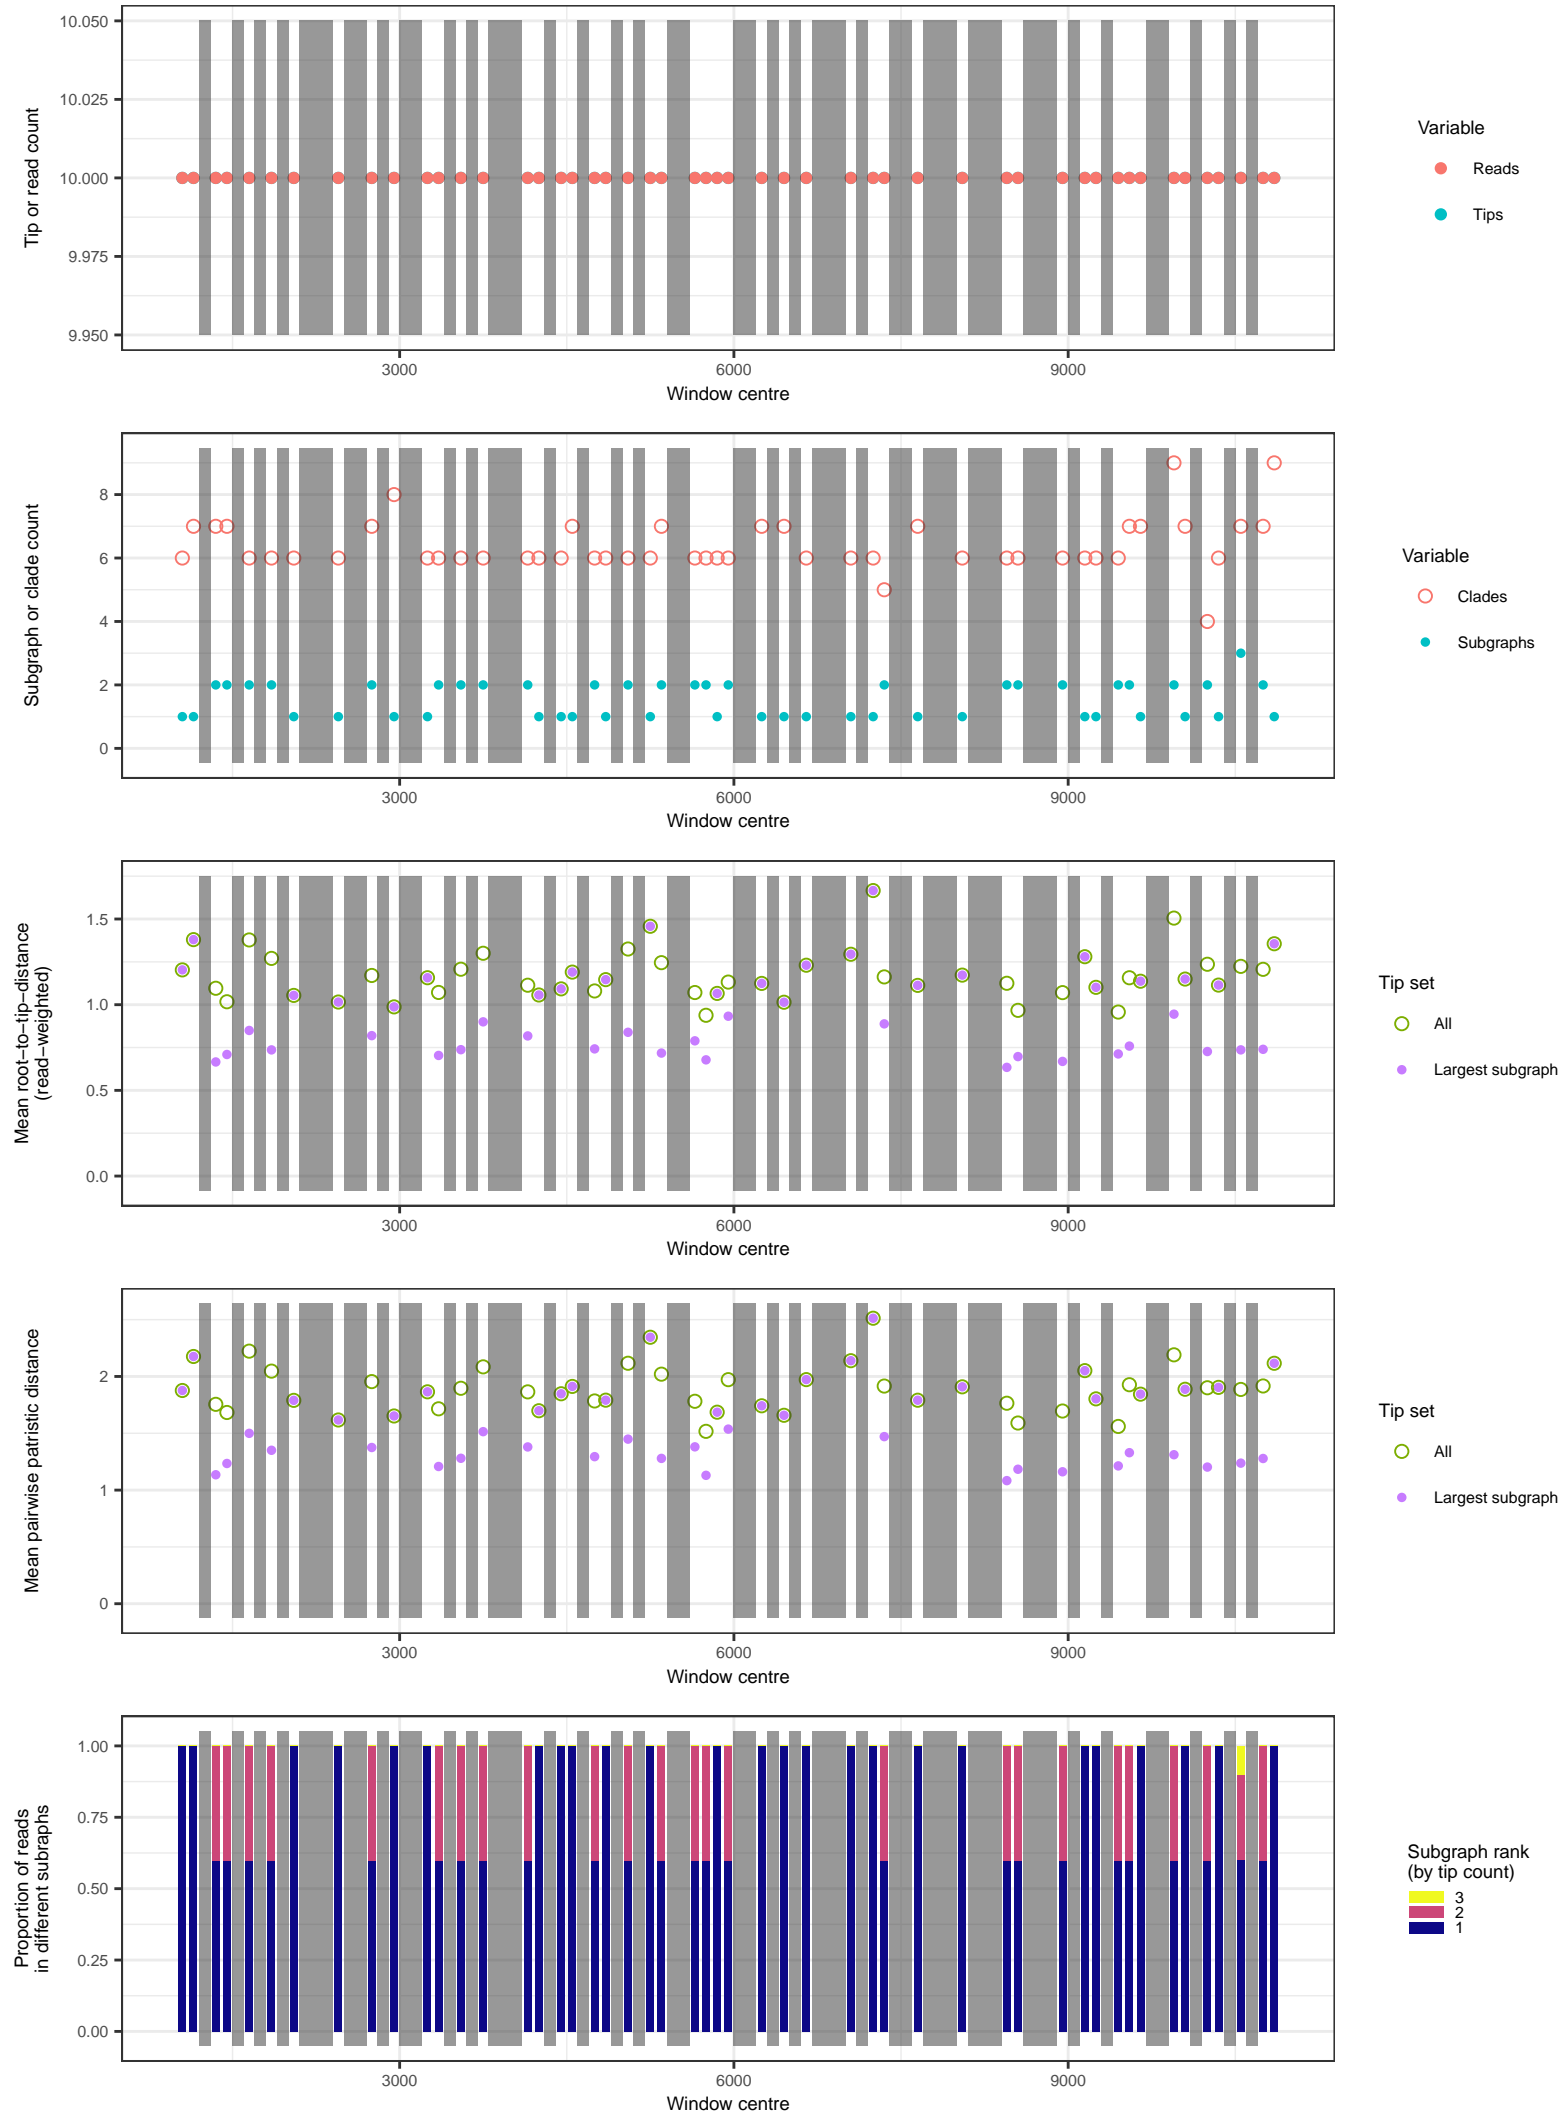 10.050
10.025
10.000
9.975
9.950
Tip or read count
3000
6000
9000
Window centre
Variable
Reads
Tips
8
6
4
2
0
Subgraph or clade count
3000
6000
9000
Window centre
Variable
Clades
Subgraphs
1.5
1.0
0.5
0.0
Mean root−to−tip−distance
(read−weighted)
3000
6000
9000
Window centre
Tip set
All
Largest subgraph
2
1
0
Mean pairwise patristic distance
3000
6000
9000
Window centre
Tip set
All
Largest subgraph
1.00
0.75
0.50
0.25
0.00
Proportion of reads
in different subraphs
3000
6000
9000
Window centre
Subgraph rank
(by tip count)
3
2
1